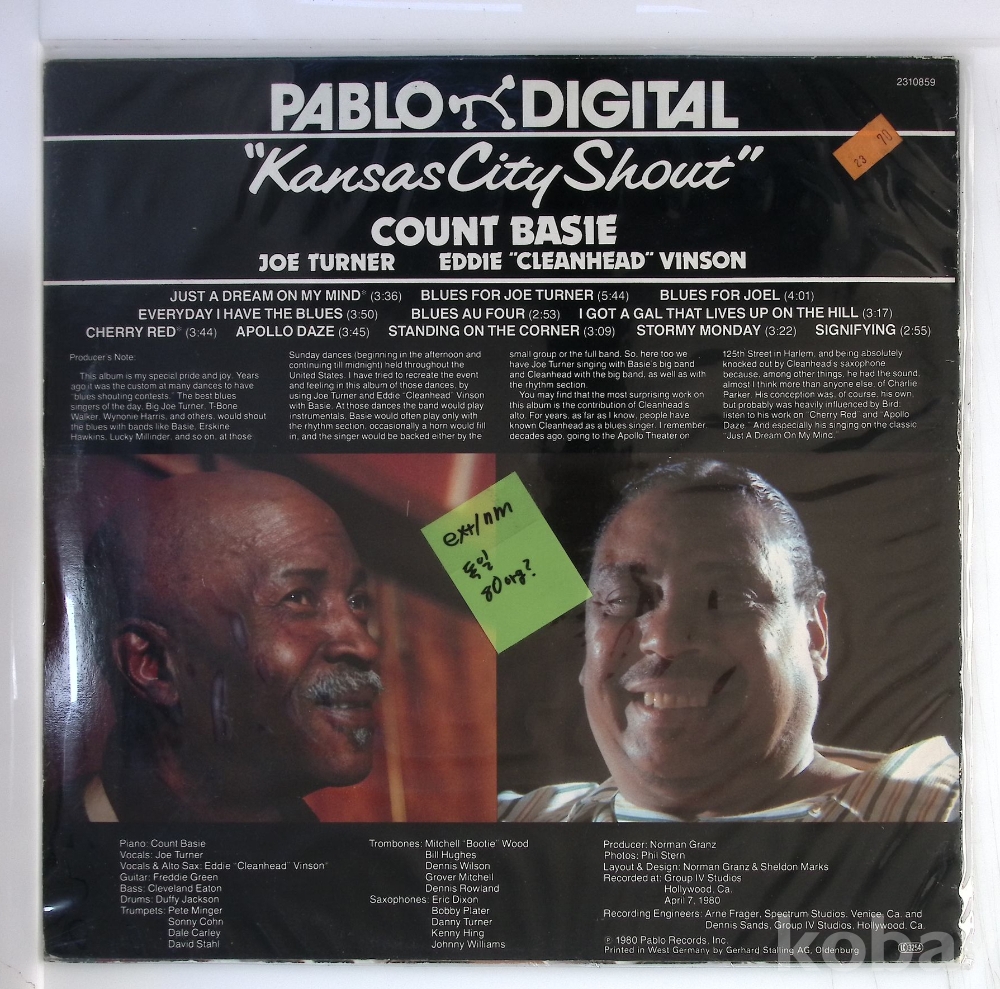 2310859
PABLO DIGITAL
23 70
"Kansas City Shout"
COUNT BASIE
JOE TURNER EDDIE "CLEANHEAD" VINSON
JUST A DREAM ON MY MIND* (3:36) BLUES FOR JOE TURNER (5:44) BLUES FOR JOEL (4:01)
EVERYDAY I HAVE THE BLUES (3:50) BLUES AU FOUR (2:53) I GOT A GAL THAT LIVES UP ON THE HILL (3:17)
CHERRY RED* (3:44) APOLLO DAZE (3:45) STANDING ON THE CORNER (3:09) STORMY MONDAY (3:22) SIGNIFYING (2:55)
Producer's Note:
This album is my special pride and joy. Years
ago it was the custom at many dances to have
"blues shouting contests." The best blues
singers of the day, Big Joe Turner, T-Bone
Walker, Wynonie Harris, and others, would shout
the blues with bands like Basie, Erskine
Hawkins, Lucky Millinder, and so on, at those
Sunday dances (beginning in the afternoon and
continuing till midnight) held throughout the
United States. I have tried to recreate the event
and feeling in this album of those dances, by
using Joe Turner and Eddie "Cleanhead" Vinson
with Basie. At those dances the band would play
instrumentals, Basie would often play only with
the rhythm section, occasionally a horn would fill
in, and the singer would be backed either by the
small group or the full band. So, here too we
have Joe Turner singing with Basie's big band
and Cleanhead with the big band, as well as with
the rhythm section.
You may find that the most surprising work on
this album is the contribution of Cleanhead's
alto. For years, as far as I know, people have
known Cleanhead as a blues singer. I remember
decades ago, going to the Apollo Theater on
125th Street in Harlem, and being absolutely
knocked out by Cleanhead's saxophone
because, among other things, he had the sound,
almost I think more than anyone else, of Charlie
Parker. His conception was, of course, his own,
but probably was heavily influenced by Bird.
listen to his work on "Cherry Red" and "Apollo
Daze." And especially his singing on the classic
"Just A Dream On My Mind."
ex+/nm
독일
80 org?
Piano: Count Basie
Vocals: Joe Turner
Vocals & Alto Sax: Eddie "Cleanhead" Vinson*
Guitar: Freddie Green
Bass: Cleveland Eaton
Drums: Duffy Jackson
Trumpets: Pete Minger
Sonny Cohn
Dale Carley
David Stahl
Trombones: Mitchell "Bootie" Wood
Bill Hughes
Dennis Wilson
Grover Mitchell
Dennis Rowland
Saxophones: Eric Dixon
Bobby Plater
Danny Turner
Kenny Hing
Johnny Williams
Producer: Norman Granz
Photos: Phil Stern
Layout & Design: Norman Granz & Sheldon Marks
Recorded at: Group IV Studios
Hollywood, Ca.
April 7, 1980
Recording Engineers: Arne Frager, Spectrum Studios, Venice, Ca. and
Dennis Sands, Group IV Studios, Hollywood, Ca.
℗ 1980 Pablo Records, Inc.
Printed in West Germany by Gerhard Stalling AG, Oldenburg
koba